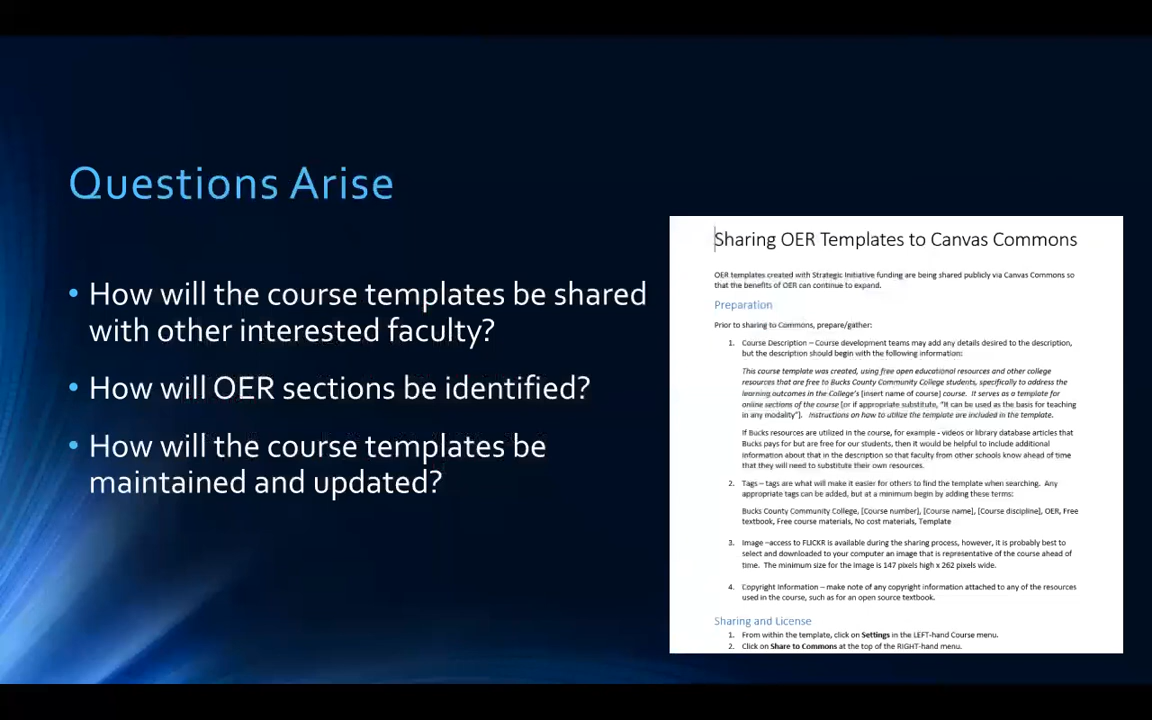 Questions Arise
• How will the course templates be shared
with other interested faculty?
• How will OER sections be identified?
• How will the course templates be
maintained and updated?
Sharing OER Templates to Canvas Commons
OER templates created with Strategic Initiative funding are being shared publicly via Canvas Commons so
that the benefits of OER can continue to expand.
Preparation
Prior to sharing to Commons, prepare/gather:
1. Course Description – Course development teams may add any details desired to the description,
but the description should begin with the following information:
This course template was created, using free open educational resources and other college
resources that are free to Bucks County Community College students, specifically to address the
learning outcomes in the College's [insert name of course] course. It serves as a template for
online sections of the course [or if appropriate substitute, "It can be used as the basis for teaching
in any modality"]. Instructions on how to utilize the template are included in the template.
If Bucks resources are utilized in the course, for example - videos or library database articles that
Bucks pays for but are free for our students, then it would be helpful to include additional
information about that in the description so that faculty from other schools know ahead of time
that they will need to substitute their own resources.
2. Tags – tags are what will make it easier for others to find the template when searching. Any
appropriate tags can be added, but at a minimum begin by adding these terms:
Bucks County Community College, [Course number], [Course name], [Course discipline], OER, Free
textbook, Free course materials, No cost materials, Template
3. Image –access to FLICKR is available during the sharing process, however, it is probably best to
select and downloaded to your computer an image that is representative of the course ahead of
time. The minimum size for the image is 147 pixels high x 262 pixels wide.
4. Copyright Information – make note of any copyright information attached to any of the resources
used in the course, such as for an open source textbook.
Sharing and License
1. From within the template, click on Settings in the LEFT-hand Course menu.
2. Click on Share to Commons at the top of the RIGHT-hand menu.